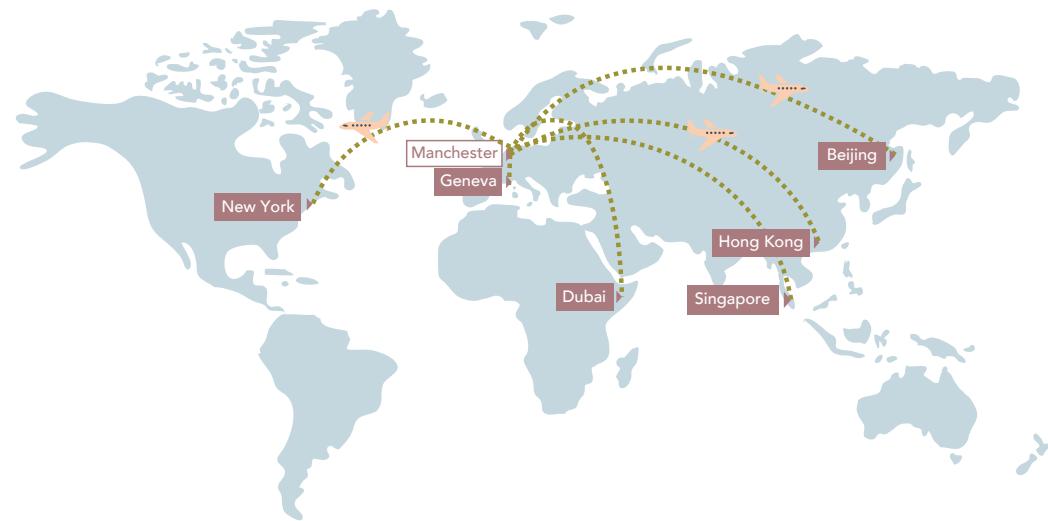 Manchester
Beijing
Geneva
New York
Hong Kong
Dubai
Singapore